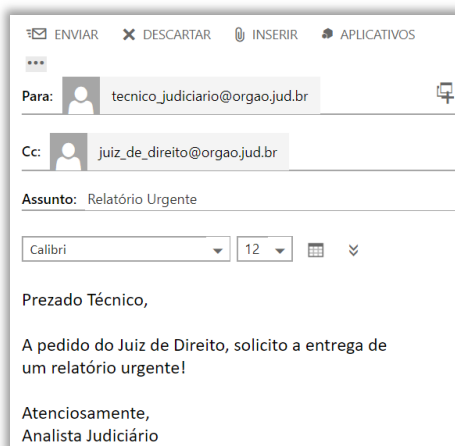 ENVIAR DESCARTAR INSERIR APLICATIVOS
Para: tecnico_judiciario@orgao.jud.br
Cc: juiz_de_direito@orgao.jud.br
Assunto: Relatório Urgente
Calibri 12
Prezado Técnico,
A pedido do Juiz de Direito, solicito a entrega de
um relatório urgente!
Atenciosamente,
Analista Judiciário